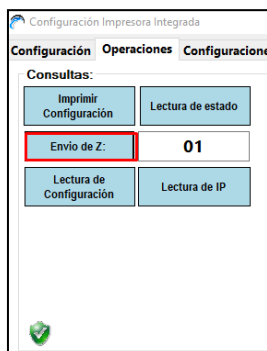 Configuración Impresora Integrada
Configuración Operaciones Configuracione
Consultas:
Imprimir
Configuración
Lectura de estado
Envio de Z:
01
Lectura de
Configuración
Lectura de IP